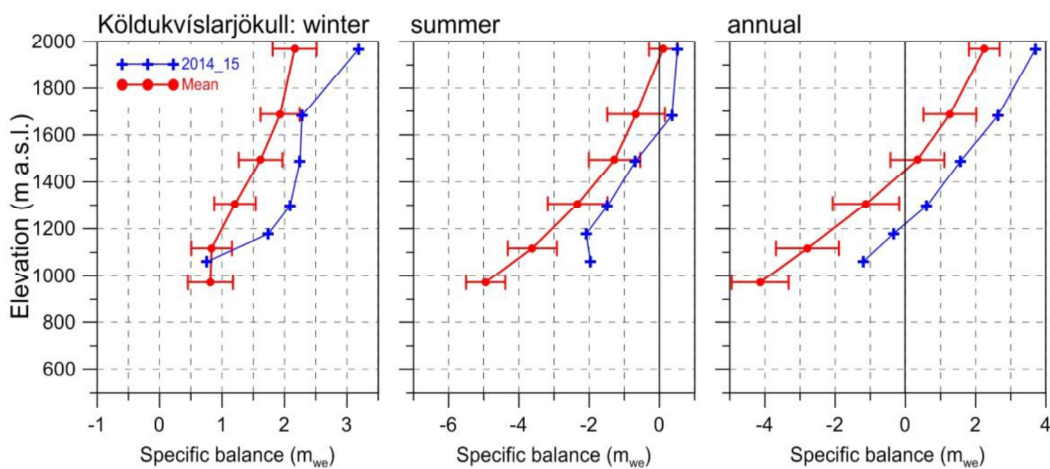 Köldukvíslarjökull: winter
summer
annual
2000
1800
1600
1400
1200
1000
800
600
Elevation (m a.s.l.)
2014_15
Mean
-1 0 1 2 3
-6 -4 -2 0
-4 -2 0 2 4
Specific balance (mwe)
Specific balance (mwe)
Specific balance (mwe)